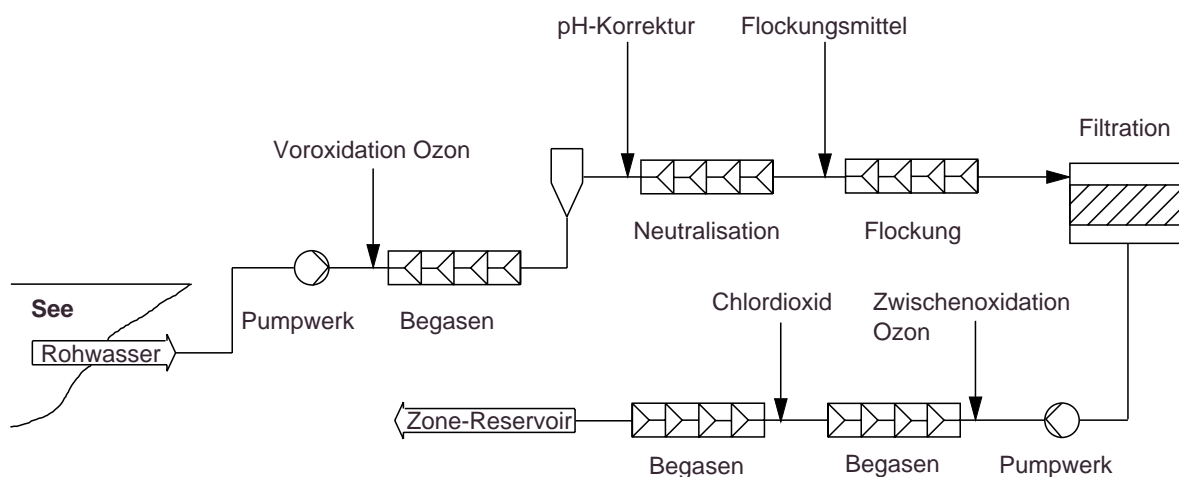 pH-Korrektur
Flockungsmittel
Filtration
Voroxidation Ozon
Neutralisation
Flockung
See
Pumpwerk
Begasen
Rohwasser
Chlordioxid
Zwischenoxidation
Ozon
Zone-Reservoir
Begasen
Begasen
Pumpwerk